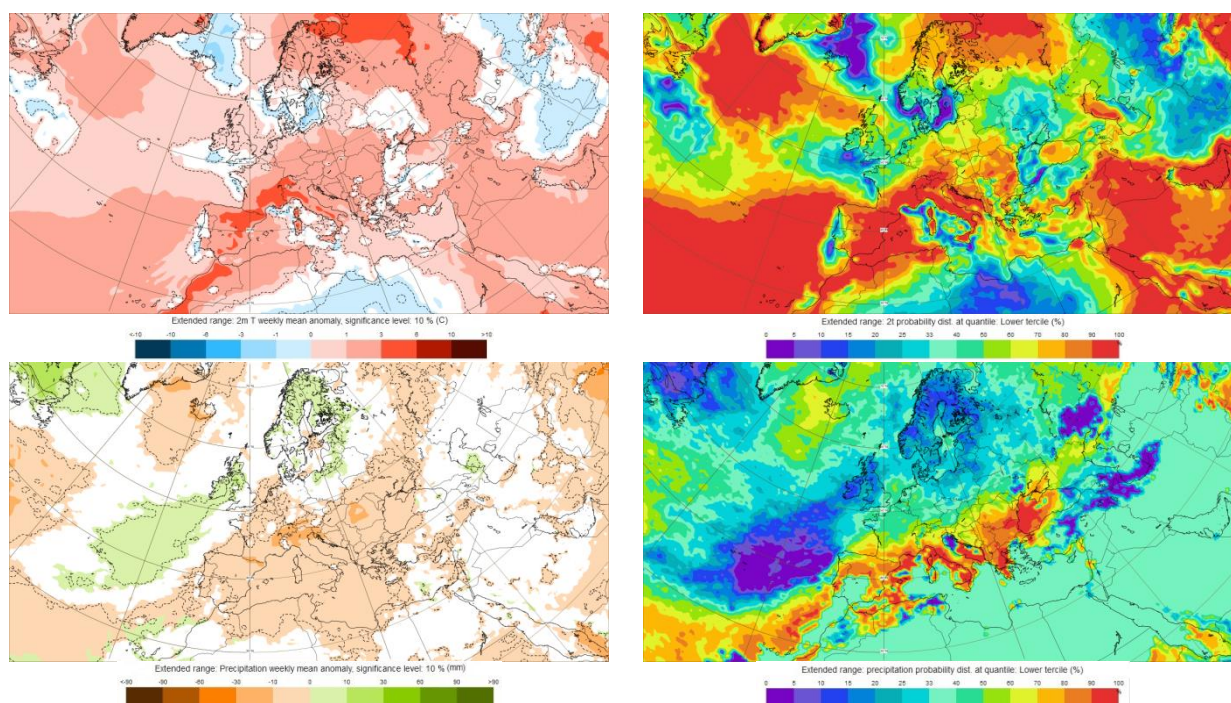 Extended range: 2m T weekly mean anomaly, significance level: 10 % (C)
<-10 -10 -6 -3 -1 0 1 3 6 10 >10
Extended range: 2t probability dist. at quantile: Lower tercile (%)
0 5 10 15 20 25 33 40 50 60 70 80 90 100
%
Extended range: Precipitation weekly mean anomaly, significance level: 10 % (mm)
<-90 -90 -60 -30 -10 0 10 30 60 90 >90
Extended range: precipitation probability dist. at quantile: Lower tercile (%)
0 5 10 15 20 25 33 40 50 60 70 80 90 100
%